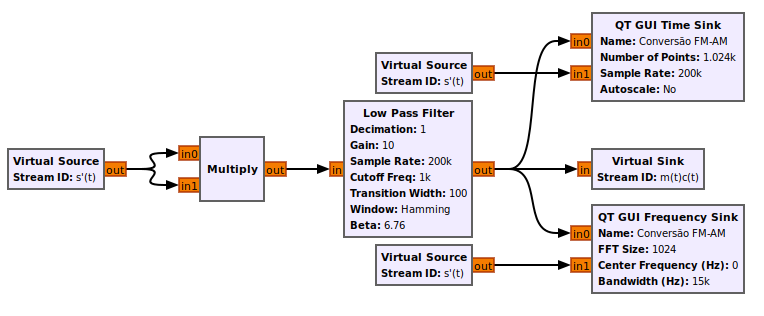 Virtual Source
Stream ID: s'(t)
out
in0
in1
Multiply
out
Virtual Source
Stream ID: s'(t)
out
in
Low Pass Filter
Decimation: 1
Gain: 10
Sample Rate: 200k
Cutoff Freq: 1k
Transition Width: 100
Window: Hamming
Beta: 6.76
out
Virtual Source
Stream ID: s'(t)
out
in0
in1
QT GUI Time Sink
Name: Conversão FM-AM
Number of Points: 1.024k
Sample Rate: 200k
Autoscale: No
in
Virtual Sink
Stream ID: m(t)c(t)
in0
in1
QT GUI Frequency Sink
Name: Conversão FM-AM
FFT Size: 1024
Center Frequency (Hz): 0
Bandwidth (Hz): 15k